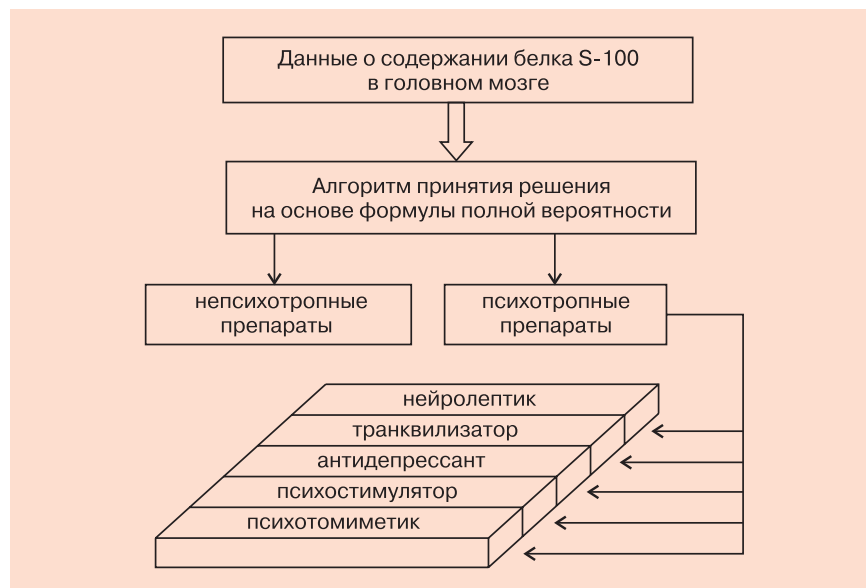 Данные о содержании белка S-100
в головном мозге
Алгоритм принятия решения
на основе формулы полной вероятности
непсихотропные
препараты
психотропные
препараты
нейролептик
транквилизатор
антидепрессант
психостимулятор
психотомиметик